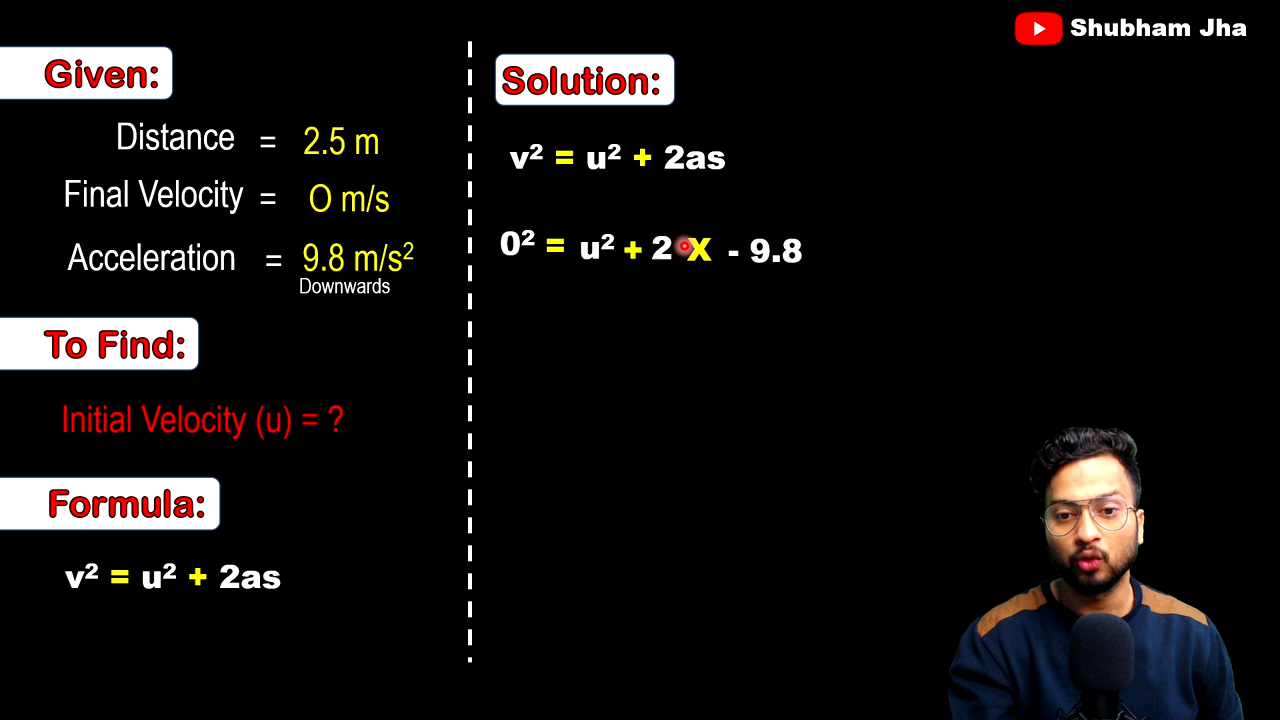 Shubham Jha
Given:
Distance = 2.5 m
Final Velocity = O m/s
Acceleration = 9.8 m/s²
Downwards
To Find:
Initial Velocity (u) = ?
Formula:
v² = u² + 2as
Solution:
v² = u² + 2as
0² = u² + 2 X - 9.8